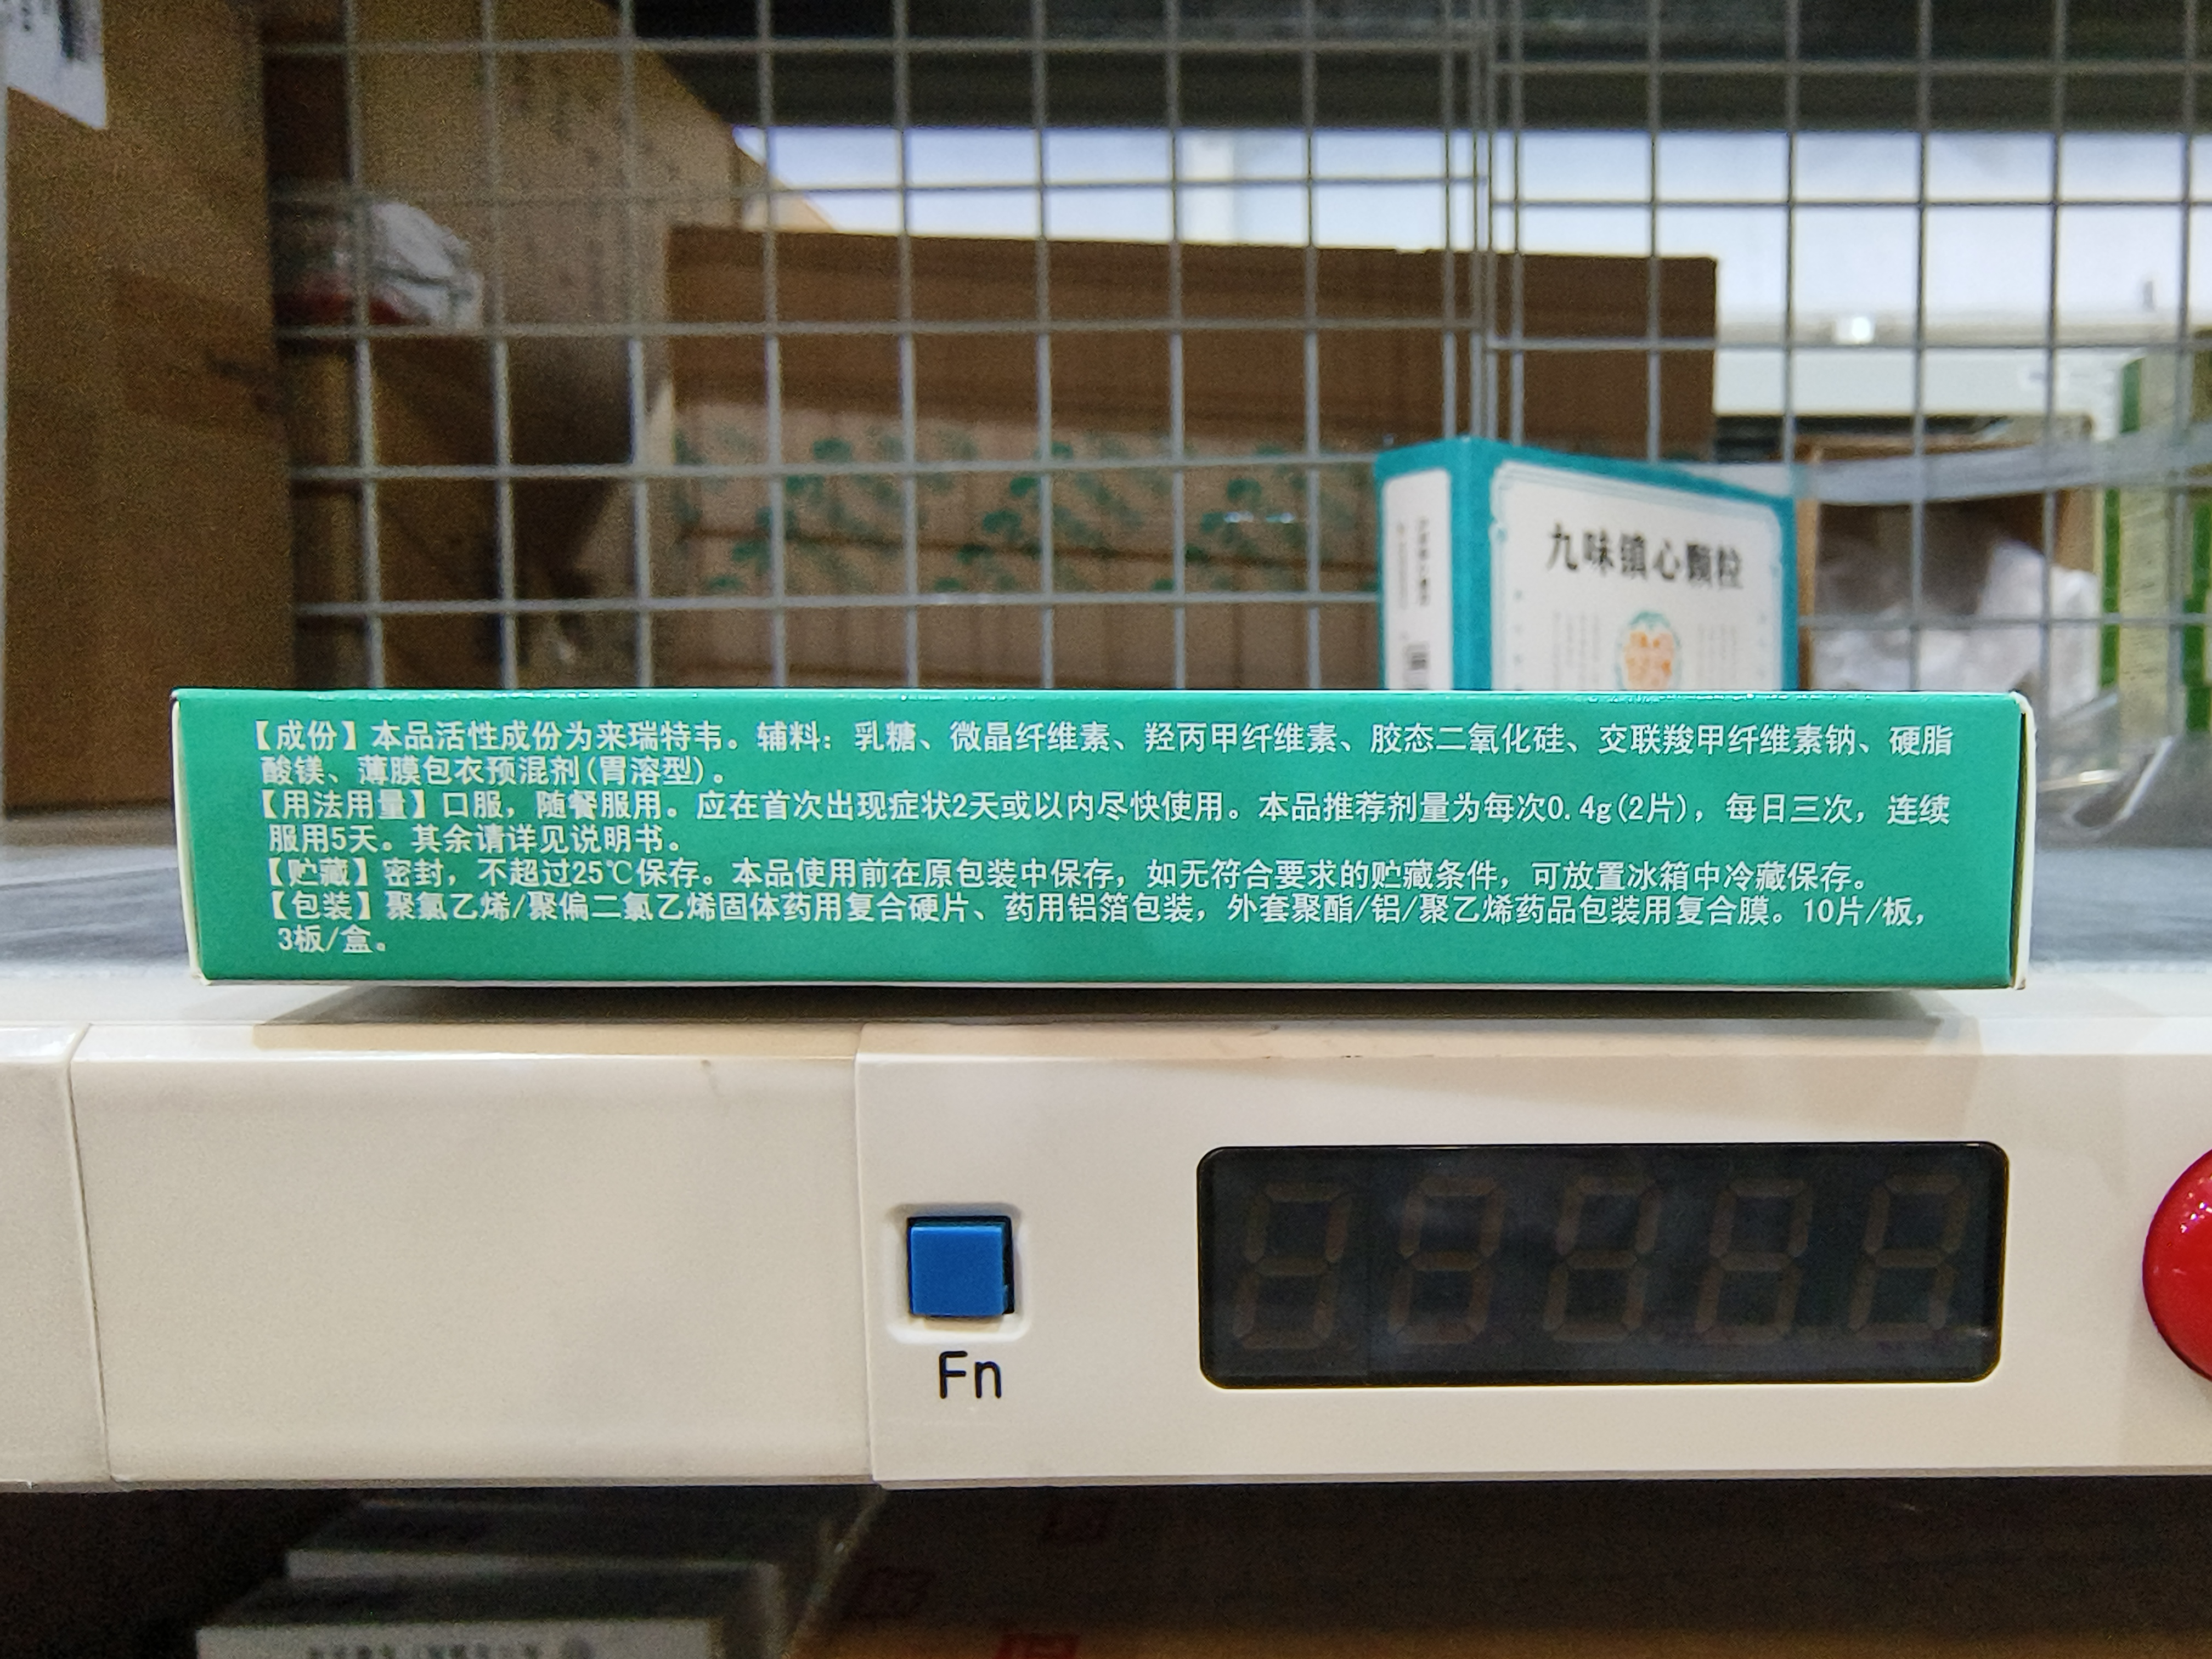 九味镇心颗粒
【成份】本品活性成份为来瑞特韦。辅料：乳糖、微晶纤维素、羟丙甲纤维素、胶态二氧化硅、交联羧甲纤维素钠、硬脂
酸镁、薄膜包衣预混剂(胃溶型)。
【用法用量】口服，随餐服用。应在首次出现症状2天或以内尽快使用。本品推荐剂量为每次0.4g(2片)，每日三次，连续
服用5天。其余请详见说明书。
【贮藏】密封，不超过25℃保存。本品使用前在原包装中保存，如无符合要求的贮藏条件，可放置冰箱中冷藏保存。
【包装】聚氯乙烯/聚偏二氯乙烯固体药用复合硬片、药用铝箔包装，外套聚酯/铝/聚乙烯药品包装用复合膜。10片/板，
3板/盒。
Fn